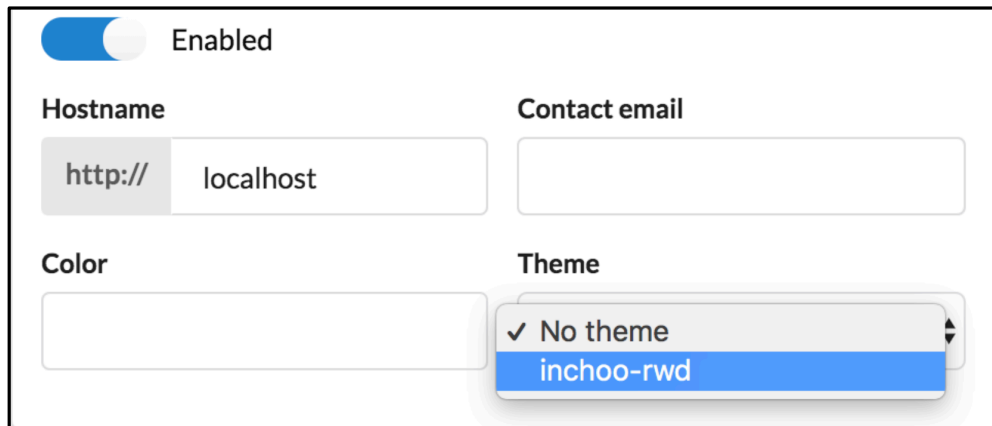 Enabled
Hostname
Contact email
http://
localhost
Color
Theme
✓ No theme
inchoo-rwd